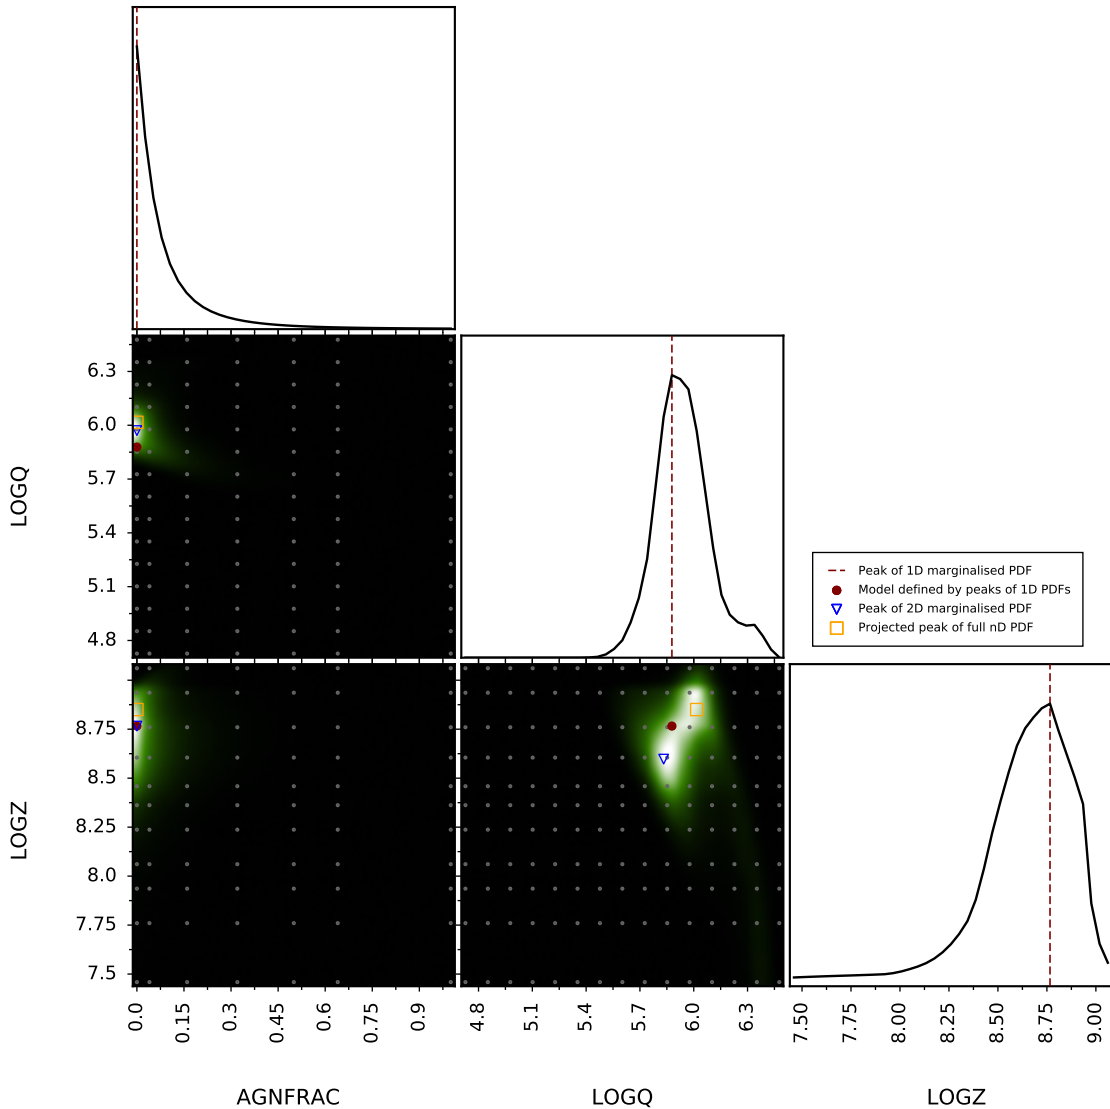 6.3
6.0
5.7
5.4
5.1
4.8
LOGQ
Peak of 1D marginalised PDF
Model defined by peaks of 1D PDFs
Peak of 2D marginalised PDF
Projected peak of full nD PDF
8.75
8.5
8.25
8.0
7.75
7.5
LOGZ
0.0 0.15 0.3 0.45 0.6 0.75 0.9
4.8 5.1 5.4 5.7 6.0 6.3
7.50 7.75 8.00 8.25 8.50 8.75 9.00
AGNFRAC LOGQ LOGZ